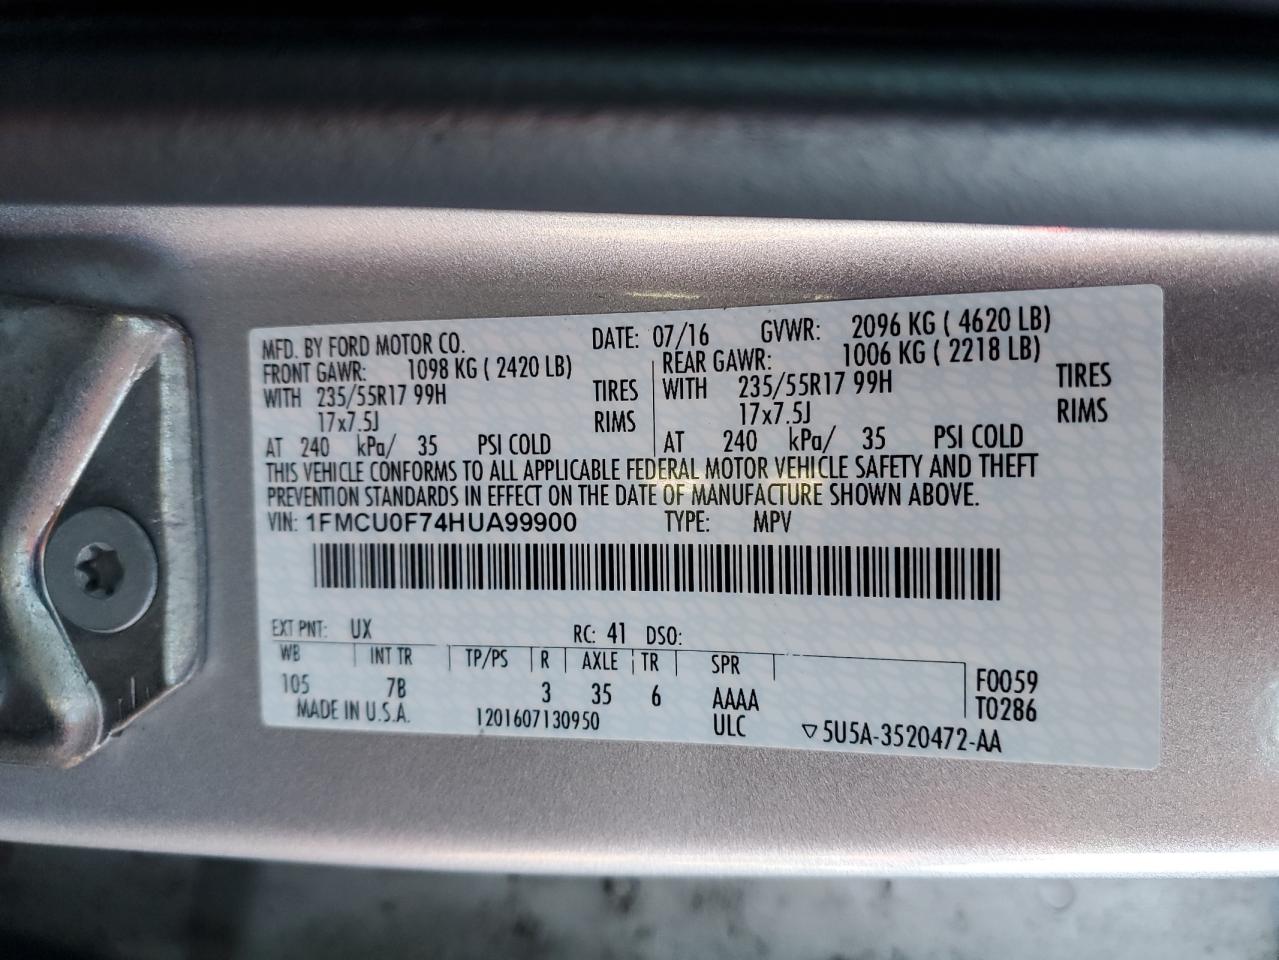 MFD. BY FORD MOTOR CO. DATE: 07/16 GVWR: 2096 KG ( 4620 LB)
FRONT GAWR: 1098 KG ( 2420 LB) REAR GAWR: 1006 KG ( 2218 LB)
WITH 235/55R17 99H TIRES WITH 235/55R17 99H TIRES
17x7.5J RIMS 17x7.5J RIMS
AT 240 kPa/ 35 PSI COLD AT 240 kPa/ 35 PSI COLD
THIS VEHICLE CONFORMS TO ALL APPLICABLE FEDERAL MOTOR VEHICLE SAFETY AND THEFT
PREVENTION STANDARDS IN EFFECT ON THE DATE OF MANUFACTURE SHOWN ABOVE.
VIN: 1FMCU0F74HUA99900 TYPE: MPV
EXT PNT: UX RC: 41 DSO:
WB INT TR TP/PS R AXLE TR SPR
105 7B 3 35 6 AAAA F0059
ULC T0286
MADE IN U.S.A. 1201607130950 ▽5U5A-3520472-AA